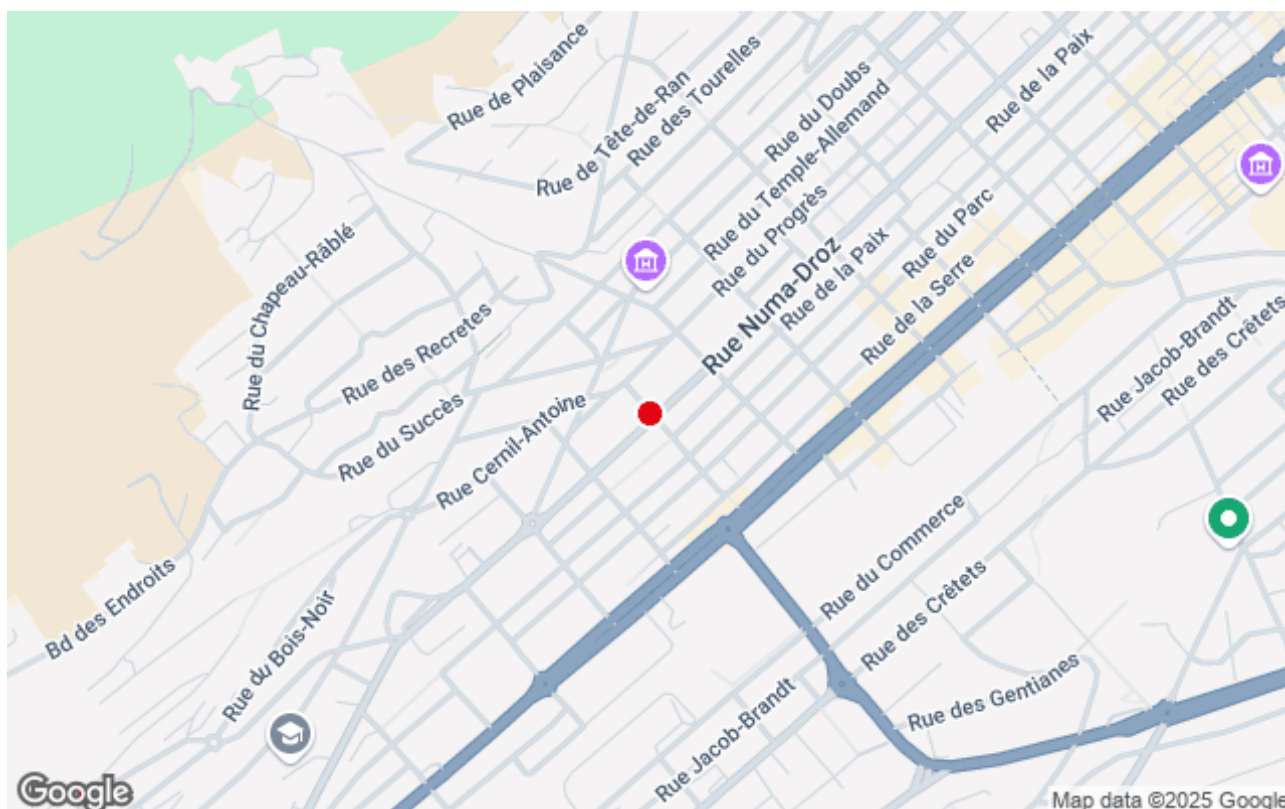 Rue de Plaisance
Rue de Tête-de-Ran
Rue des Tourelles
Rue du Doubs
Rue du Temple-Allemand
Rue du Progrès
Rue de la Paix
Rue Numa-Droz
Rue de la Paix
Rue du Parc
Rue de la Serre
Rue du Chapeau-Râblé
Rue des Recretes
Rue du Succès
Rue Cernil-Antoine
Rue Jacob-Brandt
Rue des Crêtets
Bd des Endroits
Rue du Bois-Noir
Rue du Commerce
Rue des Crêtets
Rue des Gentianes
Rue Jacob-Brandt
Google
Map data ©2025 Google